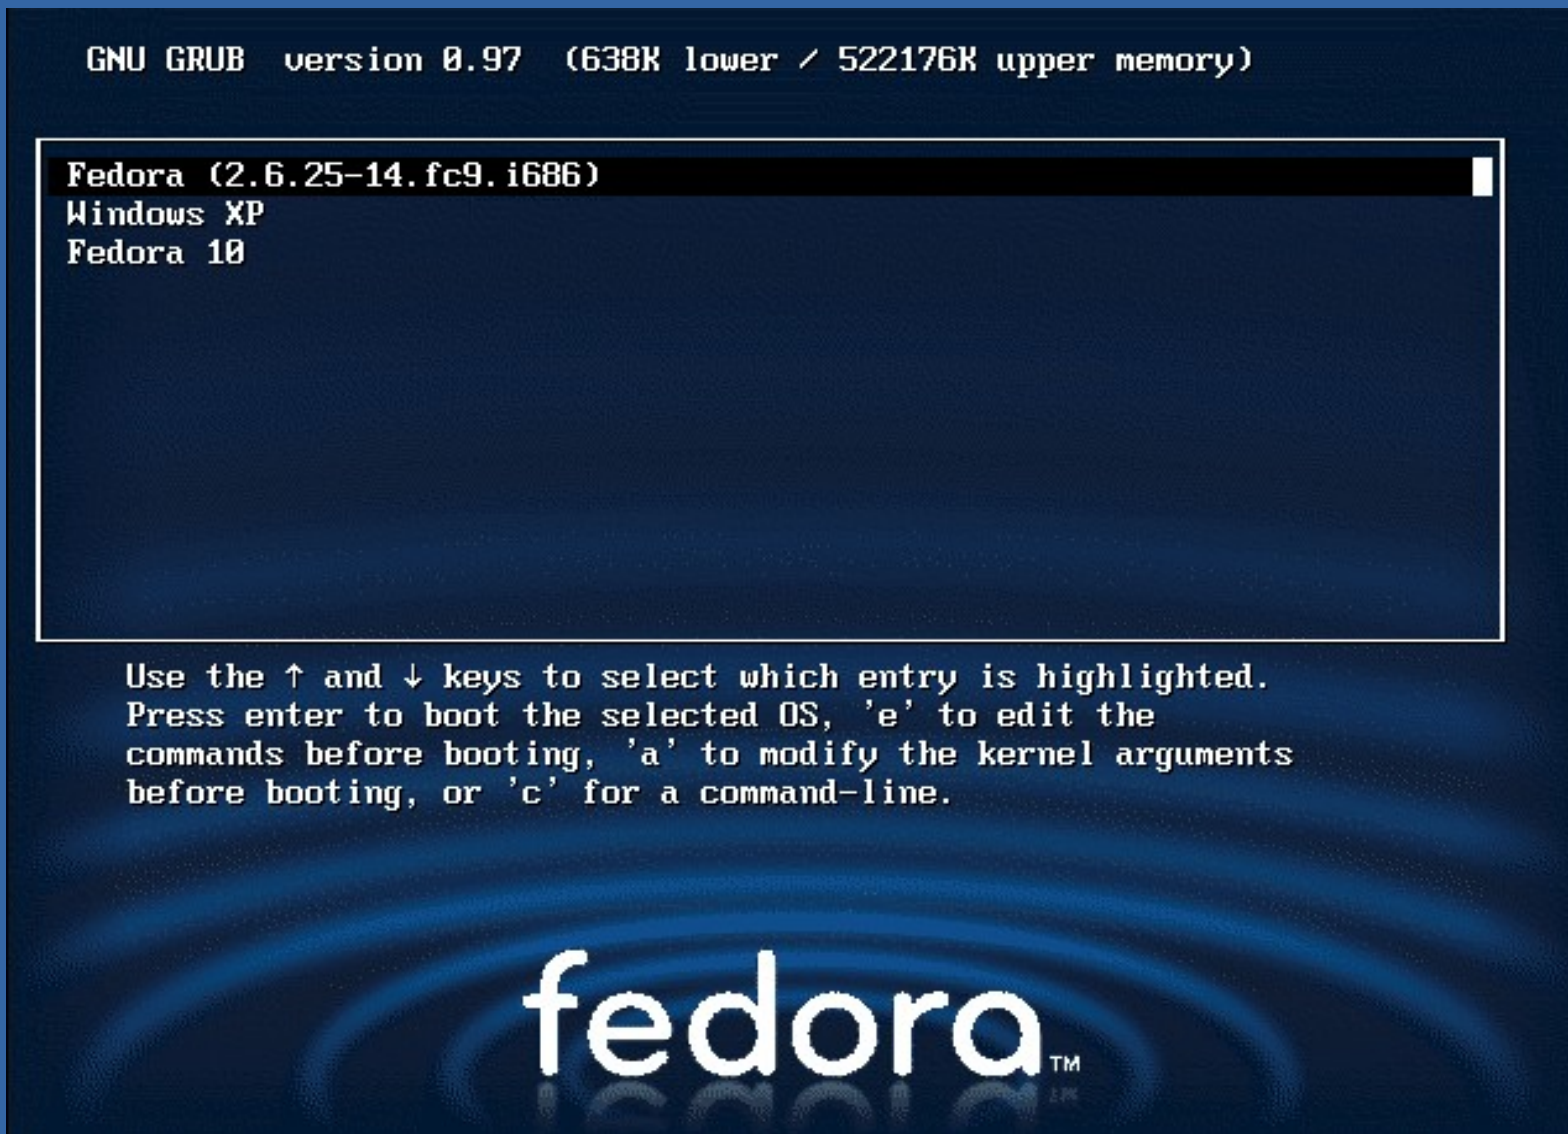 GNU GRUB  version 0.97  (638K lower / 522176K upper memory)
Fedora (2.6.25-14.fc9.i686)
Windows XP
Fedora 10
Use the ↑ and ↓ keys to select which entry is highlighted.
Press enter to boot the selected OS, 'e' to edit the
commands before booting, 'a' to modify the kernel arguments
before booting, or 'c' for a command-line.
fedora™